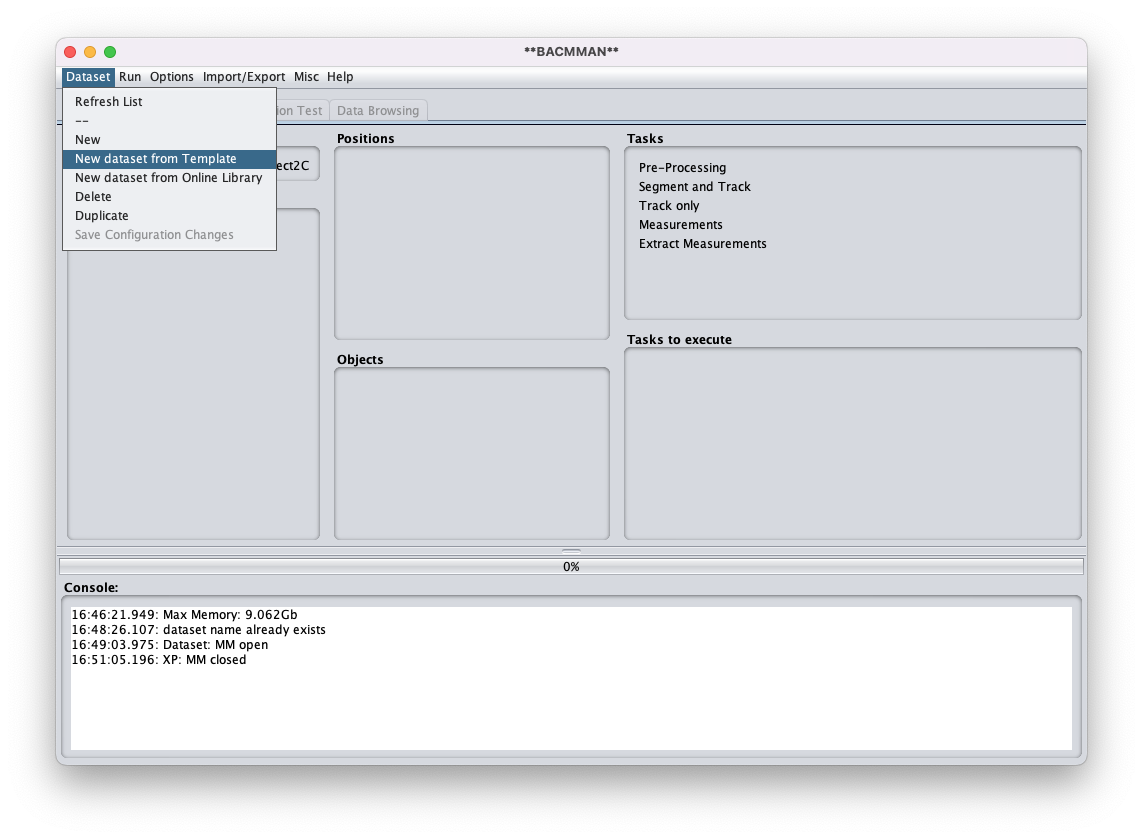 **BACMMAN**
Dataset Run Options Import/Export Misc Help
Refresh List
--
New
New dataset from Template
New dataset from Online Library
Delete
Duplicate
Save Configuration Changes
Test Data Browsing
Positions
Tasks
Pre-Processing
Segment and Track
Track only
Measurements
Extract Measurements
Objects
Tasks to execute
0%
Console:
16:46:21.949: Max Memory: 9.062Gb
16:48:26.107: dataset name already exists
16:49:03.975: Dataset: MM open
16:51:05.196: XP: MM closed